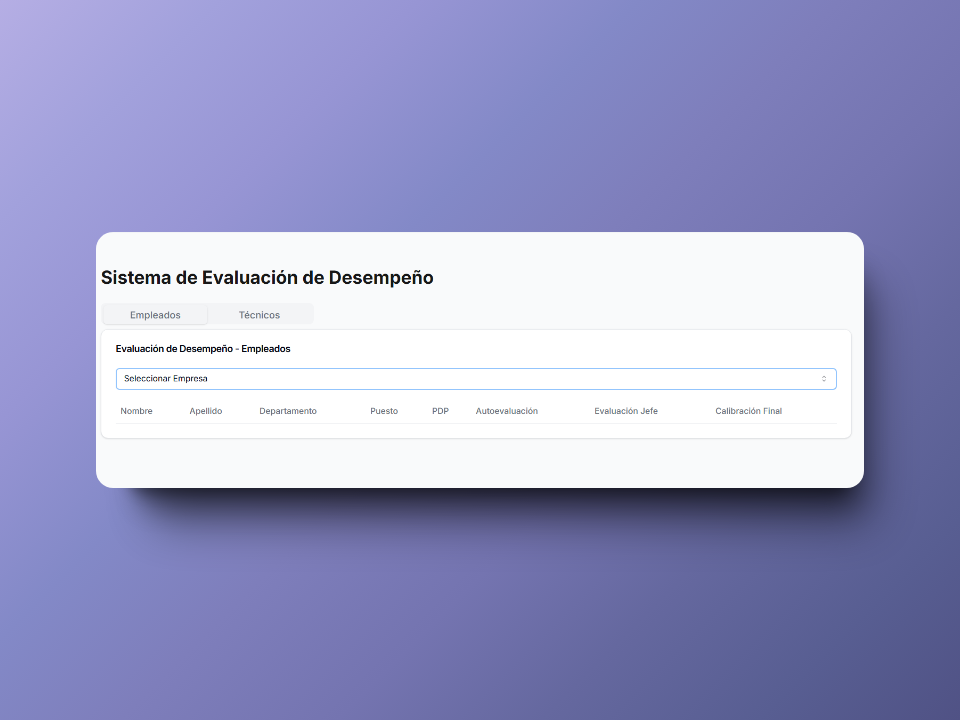 Sistema de Evaluación de Desempeño
Empleados Técnicos
Evaluación de Desempeño - Empleados
Seleccionar Empresa
Nombre Apellido Departamento Puesto PDP Autoevaluación Evaluación Jefe Calibración Final